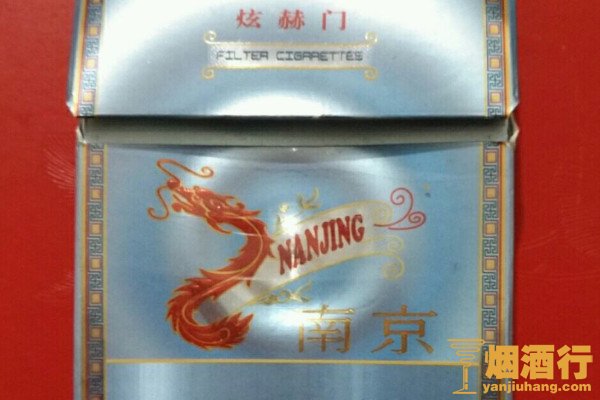 炫赫门
FILTER CIGARETTES
NANJING
南京
烟酒行
yanjiuhang.com